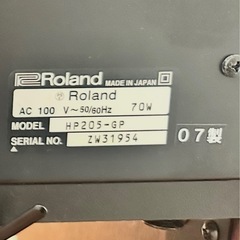 Roland MADE IN JAPAN
Roland
AC 100 V～50/60Hz 70W
MODEL HP205-GP
SERIAL NO. ZW31954
07製